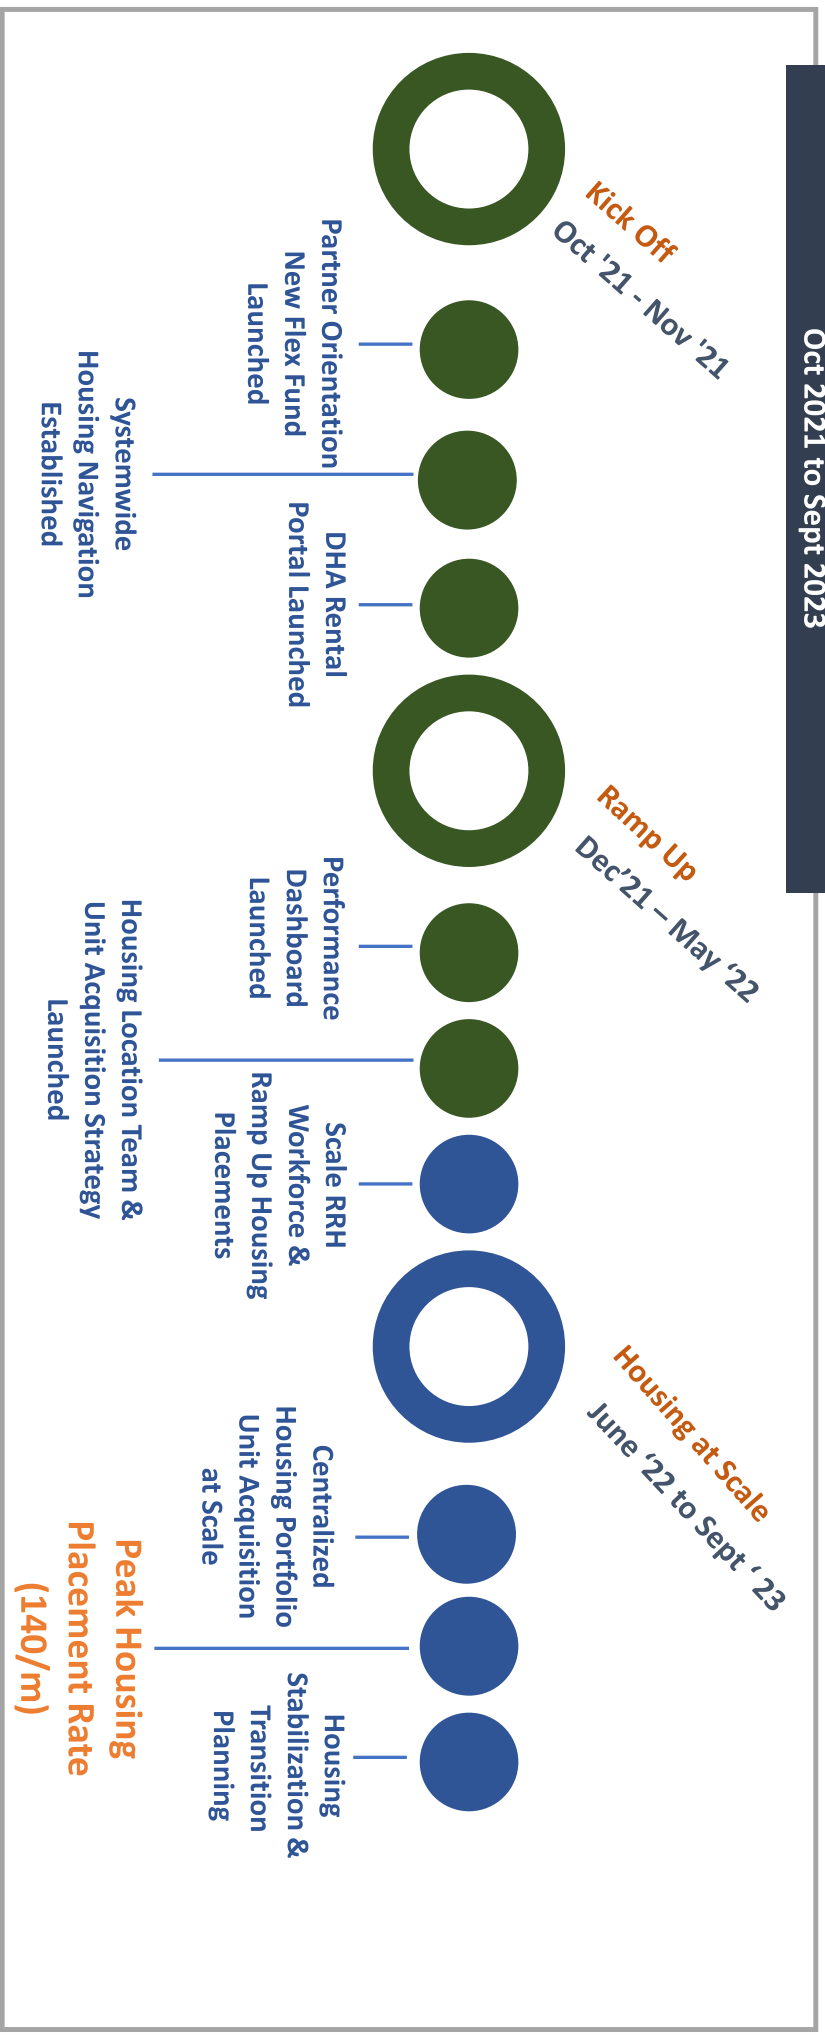 Oct 2021 to Sept 2023
Kick Off
Oct '21 - Nov '21
Partner Orientation
New Flex Fund
Launched
Systemwide
Housing Navigation
Established
DHA Rental
Portal Launched
Ramp Up
Dec’21 – May ‘22
Performance
Dashboard
Launched
Housing Location Team &
Unit Acquisition Strategy
Launched
Scale RRH
Workforce &
Ramp Up Housing
Placements
Housing at Scale
June ‘22 to Sept ‘ 23
Centralized
Housing Portfolio
Unit Acquisition
at Scale
Peak Housing
Placement Rate
(140/m)
Housing
Stabilization &
Transition
Planning